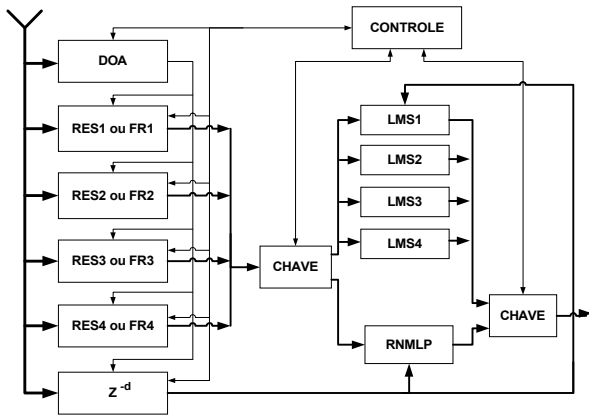 CONTROLE
DOA
RES1 ou FR1
RES2 ou FR2
RES3 ou FR3
RES4 ou FR4
Z -d
CHAVE
LMS1
LMS2
LMS3
LMS4
RNMLP
CHAVE